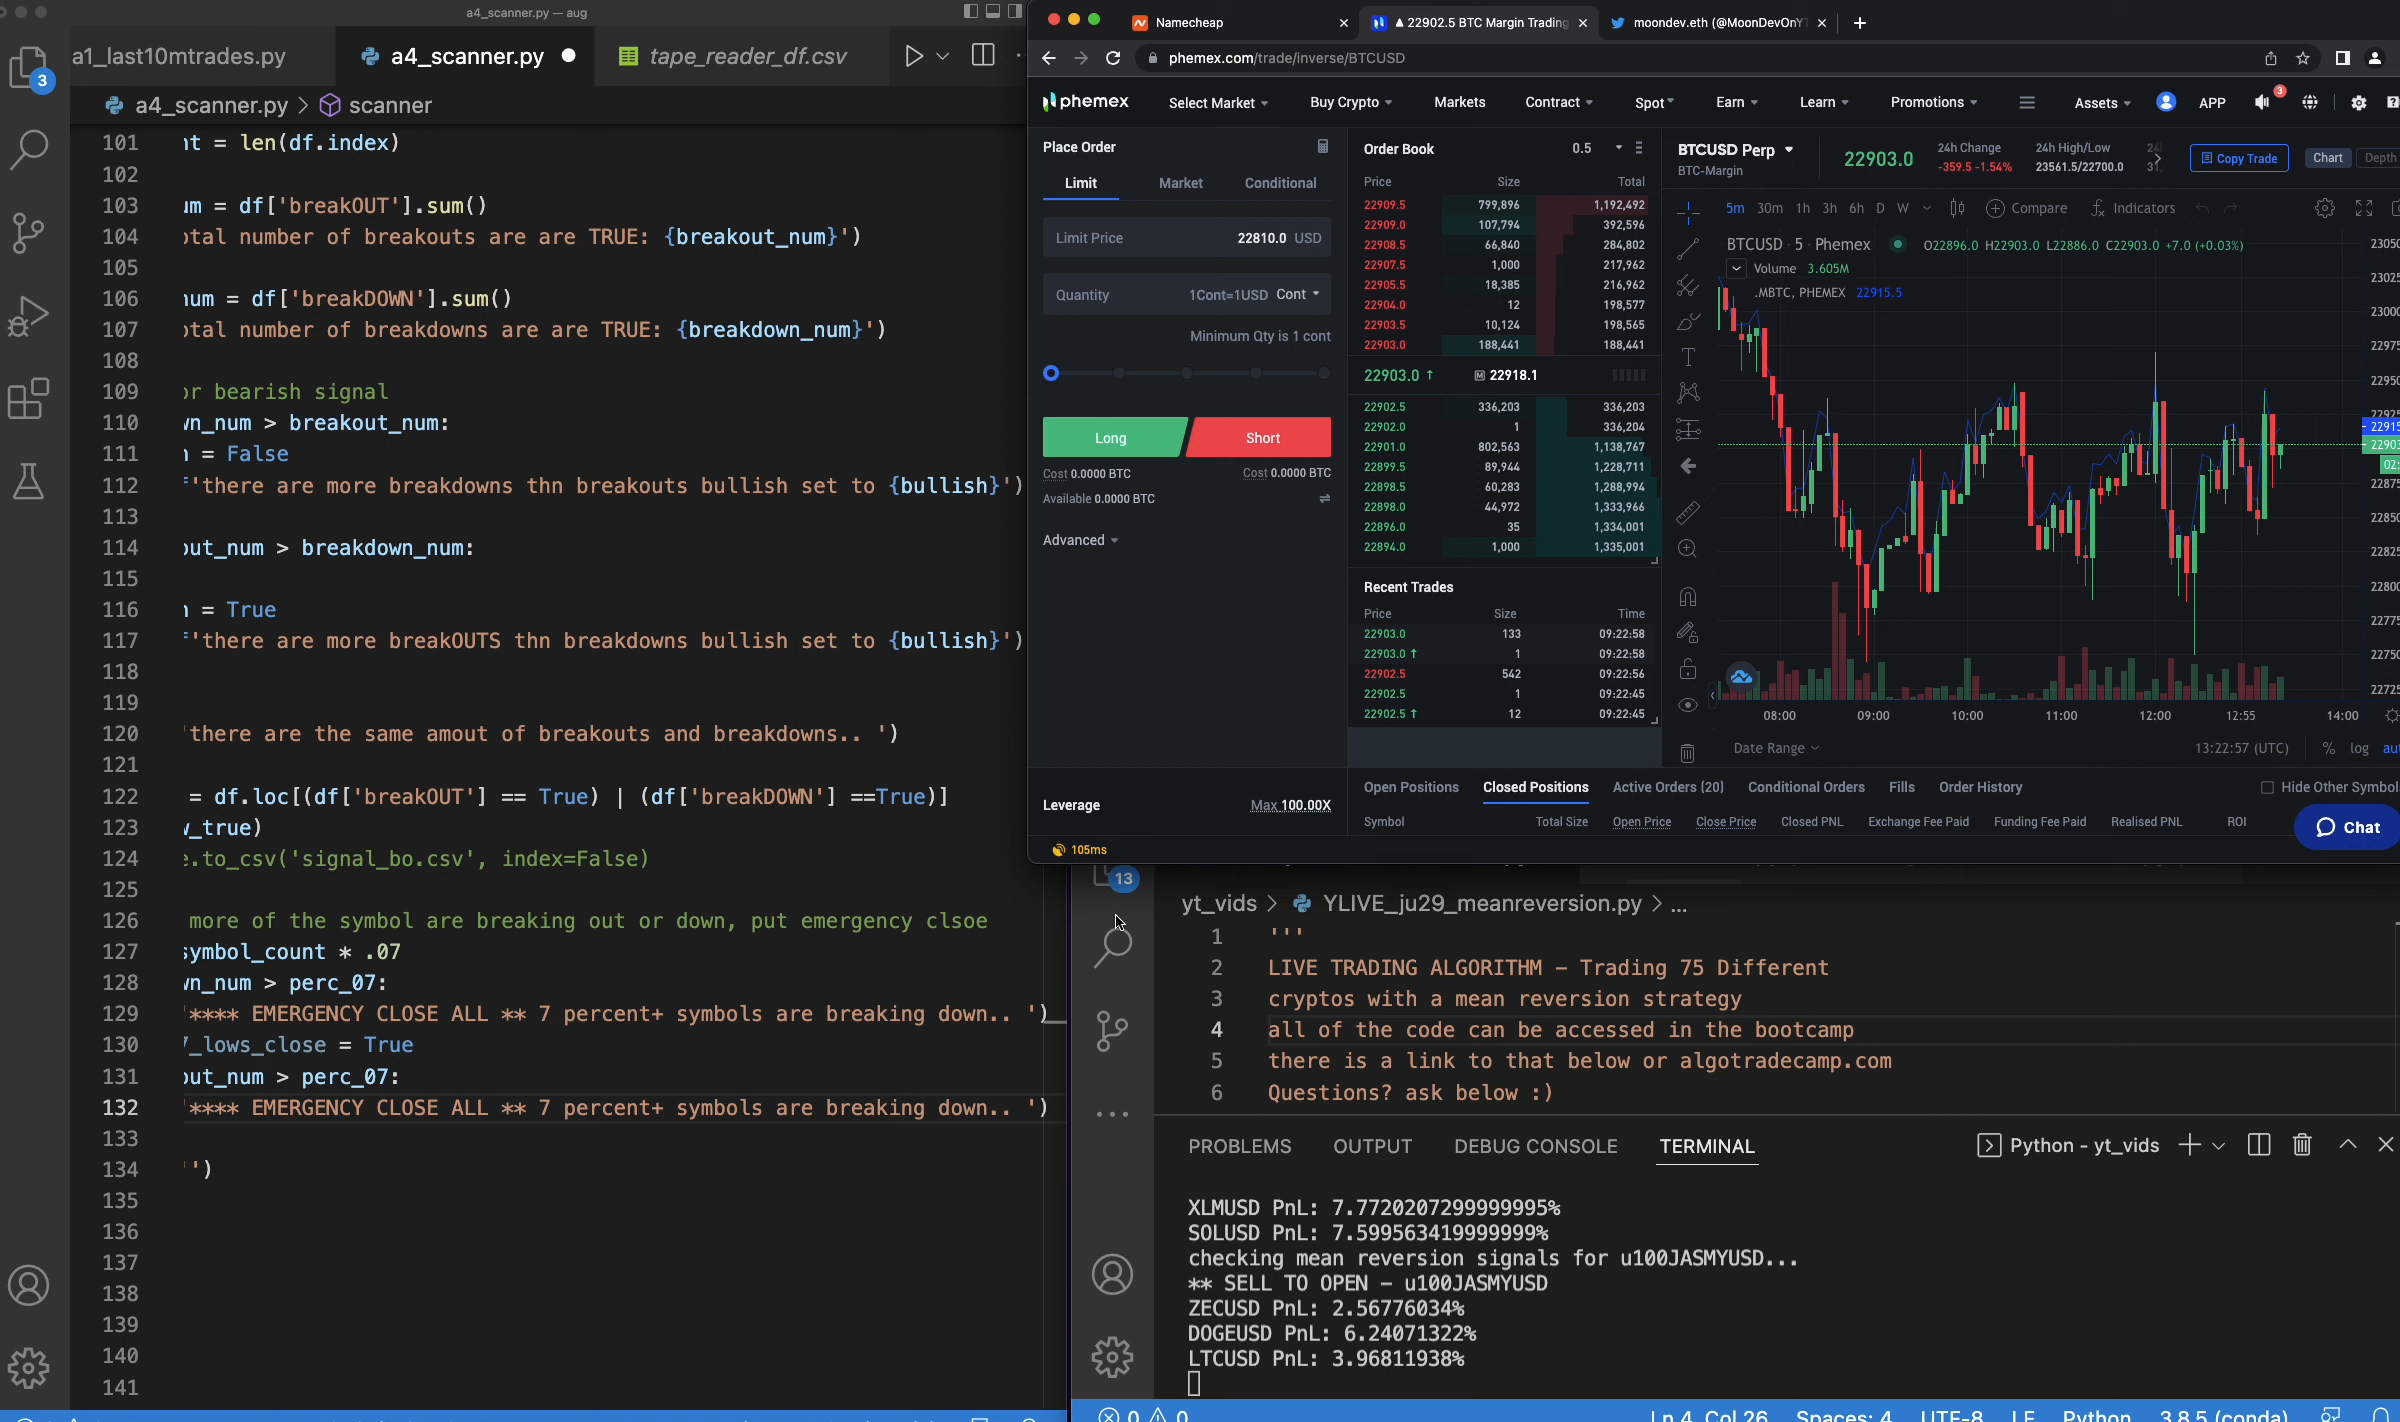 a4_scanner.py — aug
a1_last10mtrades.py
a4_scanner.py
tape_reader_df.csv
3
a4_scanner.py > scanner
101 nt = len(df.index)
102
103 um = df['breakOUT'].sum()
104 otal number of breakouts are are TRUE: {breakout_num}')
105
106 num = df['breakDOWN'].sum()
107 otal number of breakdowns are are TRUE: {breakdown_num}')
108
109 or bearish signal
110 wn_num > breakout_num:
111 = False
112 'there are more breakdowns thn breakouts bullish set to {bullish}')
113
114 out_num > breakdown_num:
115
116 = True
117 'there are more breakOUTS thn breakdowns bullish set to {bullish}')
118
119
120 'there are the same amout of breakouts and breakdowns.. ')
121
122 = df.loc[(df['breakOUT'] == True) | (df['breakDOWN'] ==True)]
123 _true)
124 .to_csv('signal_bo.csv', index=False)
125
126 more of the symbol are breaking out or down, put emergency clsoe
127 symbol_count * .07
128 wn_num > perc_07:
129 '**** EMERGENCY CLOSE ALL ** 7 percent+ symbols are breaking down.. ')
130 7_lows_close = True
131 out_num > perc_07:
132 '**** EMERGENCY CLOSE ALL ** 7 percent+ symbols are breaking down.. ')
133
134 '')
135
136
137
138
139
140
141
Namecheap
▲ 22902.5 BTC Margin Trading
moondev.eth (@MoonDevOnYT
phemex.com/trade/inverse/BTCUSD
phemex
Select Market
Buy Crypto
Markets
Contract
Spot
Earn
Learn
Promotions
Assets
APP
3
Place Order
Limit Market Conditional
Limit Price 22810.0 USD
Quantity 1Cont=1USD Cont
Minimum Qty is 1 cont
Long Short
Cost 0.0000 BTC Cost 0.0000 BTC
Available 0.0000 BTC
Advanced
Leverage Max 100.00X
105ms
Order Book 0.5
Price Size Total
22909.5 799,896 1,192,492
22909.0 107,794 392,596
22908.5 66,840 284,802
22907.5 1,000 217,962
22905.5 18,385 216,962
22904.0 12 198,577
22903.5 10,124 198,565
22903.0 188,441 188,441
22903.0 ↑ M 22918.1
22902.5 336,203 336,203
22902.0 1 336,204
22901.0 802,563 1,138,767
22899.5 89,944 1,228,711
22898.5 60,283 1,288,994
22898.0 44,972 1,333,966
22896.0 35 1,334,001
22894.0 1,000 1,335,001
Recent Trades
Price Size Time
22903.0 133 09:22:58
22903.0 ↑ 1 09:22:58
22902.5 542 09:22:56
22902.5 1 09:22:45
22902.5 ↑ 12 09:22:45
BTCUSD Perp
BTC-Margin
22903.0
24h Change
-359.5 -1.54%
24h High/Low
23561.5/22700.0
Copy Trade
Chart Depth
5m 30m 1h 3h 6h D W
Compare
Indicators
BTCUSD · 5 · Phemex
O22896.0 H22903.0 L22886.0 C22903.0 +7.0 (+0.03%)
Volume 3.605M
.MBTC, PHEMEX 22915.5
08:00 09:00 10:00 11:00 12:00 12:55 14:00
Date Range
13:22:57 (UTC) % log
Open Positions
Closed Positions
Active Orders (20)
Conditional Orders
Fills
Order History
Hide Other Symbol
Symbol
Total Size
Open Price
Close Price
Closed PNL
Exchange Fee Paid
Funding Fee Paid
Realised PNL
ROI
Chat
13
yt_vids > YLIVE_ju29_meanreversion.py > ...
1 '''
2 LIVE TRADING ALGORITHM – Trading 75 Different
3 cryptos with a mean reversion strategy
4 all of the code can be accessed in the bootcamp
5 there is a link to that below or algotradecamp.com
6 Questions? ask below :)
PROBLEMS
OUTPUT
DEBUG CONSOLE
TERMINAL
Python - yt_vids
XLMUSD PnL: 7.7720207299999995%
SOLUSD PnL: 7.599563419999999%
checking mean reversion signals for u100JASMYUSD...
** SELL TO OPEN – u100JASMYUSD
ZECUSD PnL: 2.56776034%
DOGEUSD PnL: 6.24071322%
LTCUSD PnL: 3.96811938%
0 0
Ln 4, Col 26 Spaces: 4 UTF-8 LF Python 3.8.5 (conda)